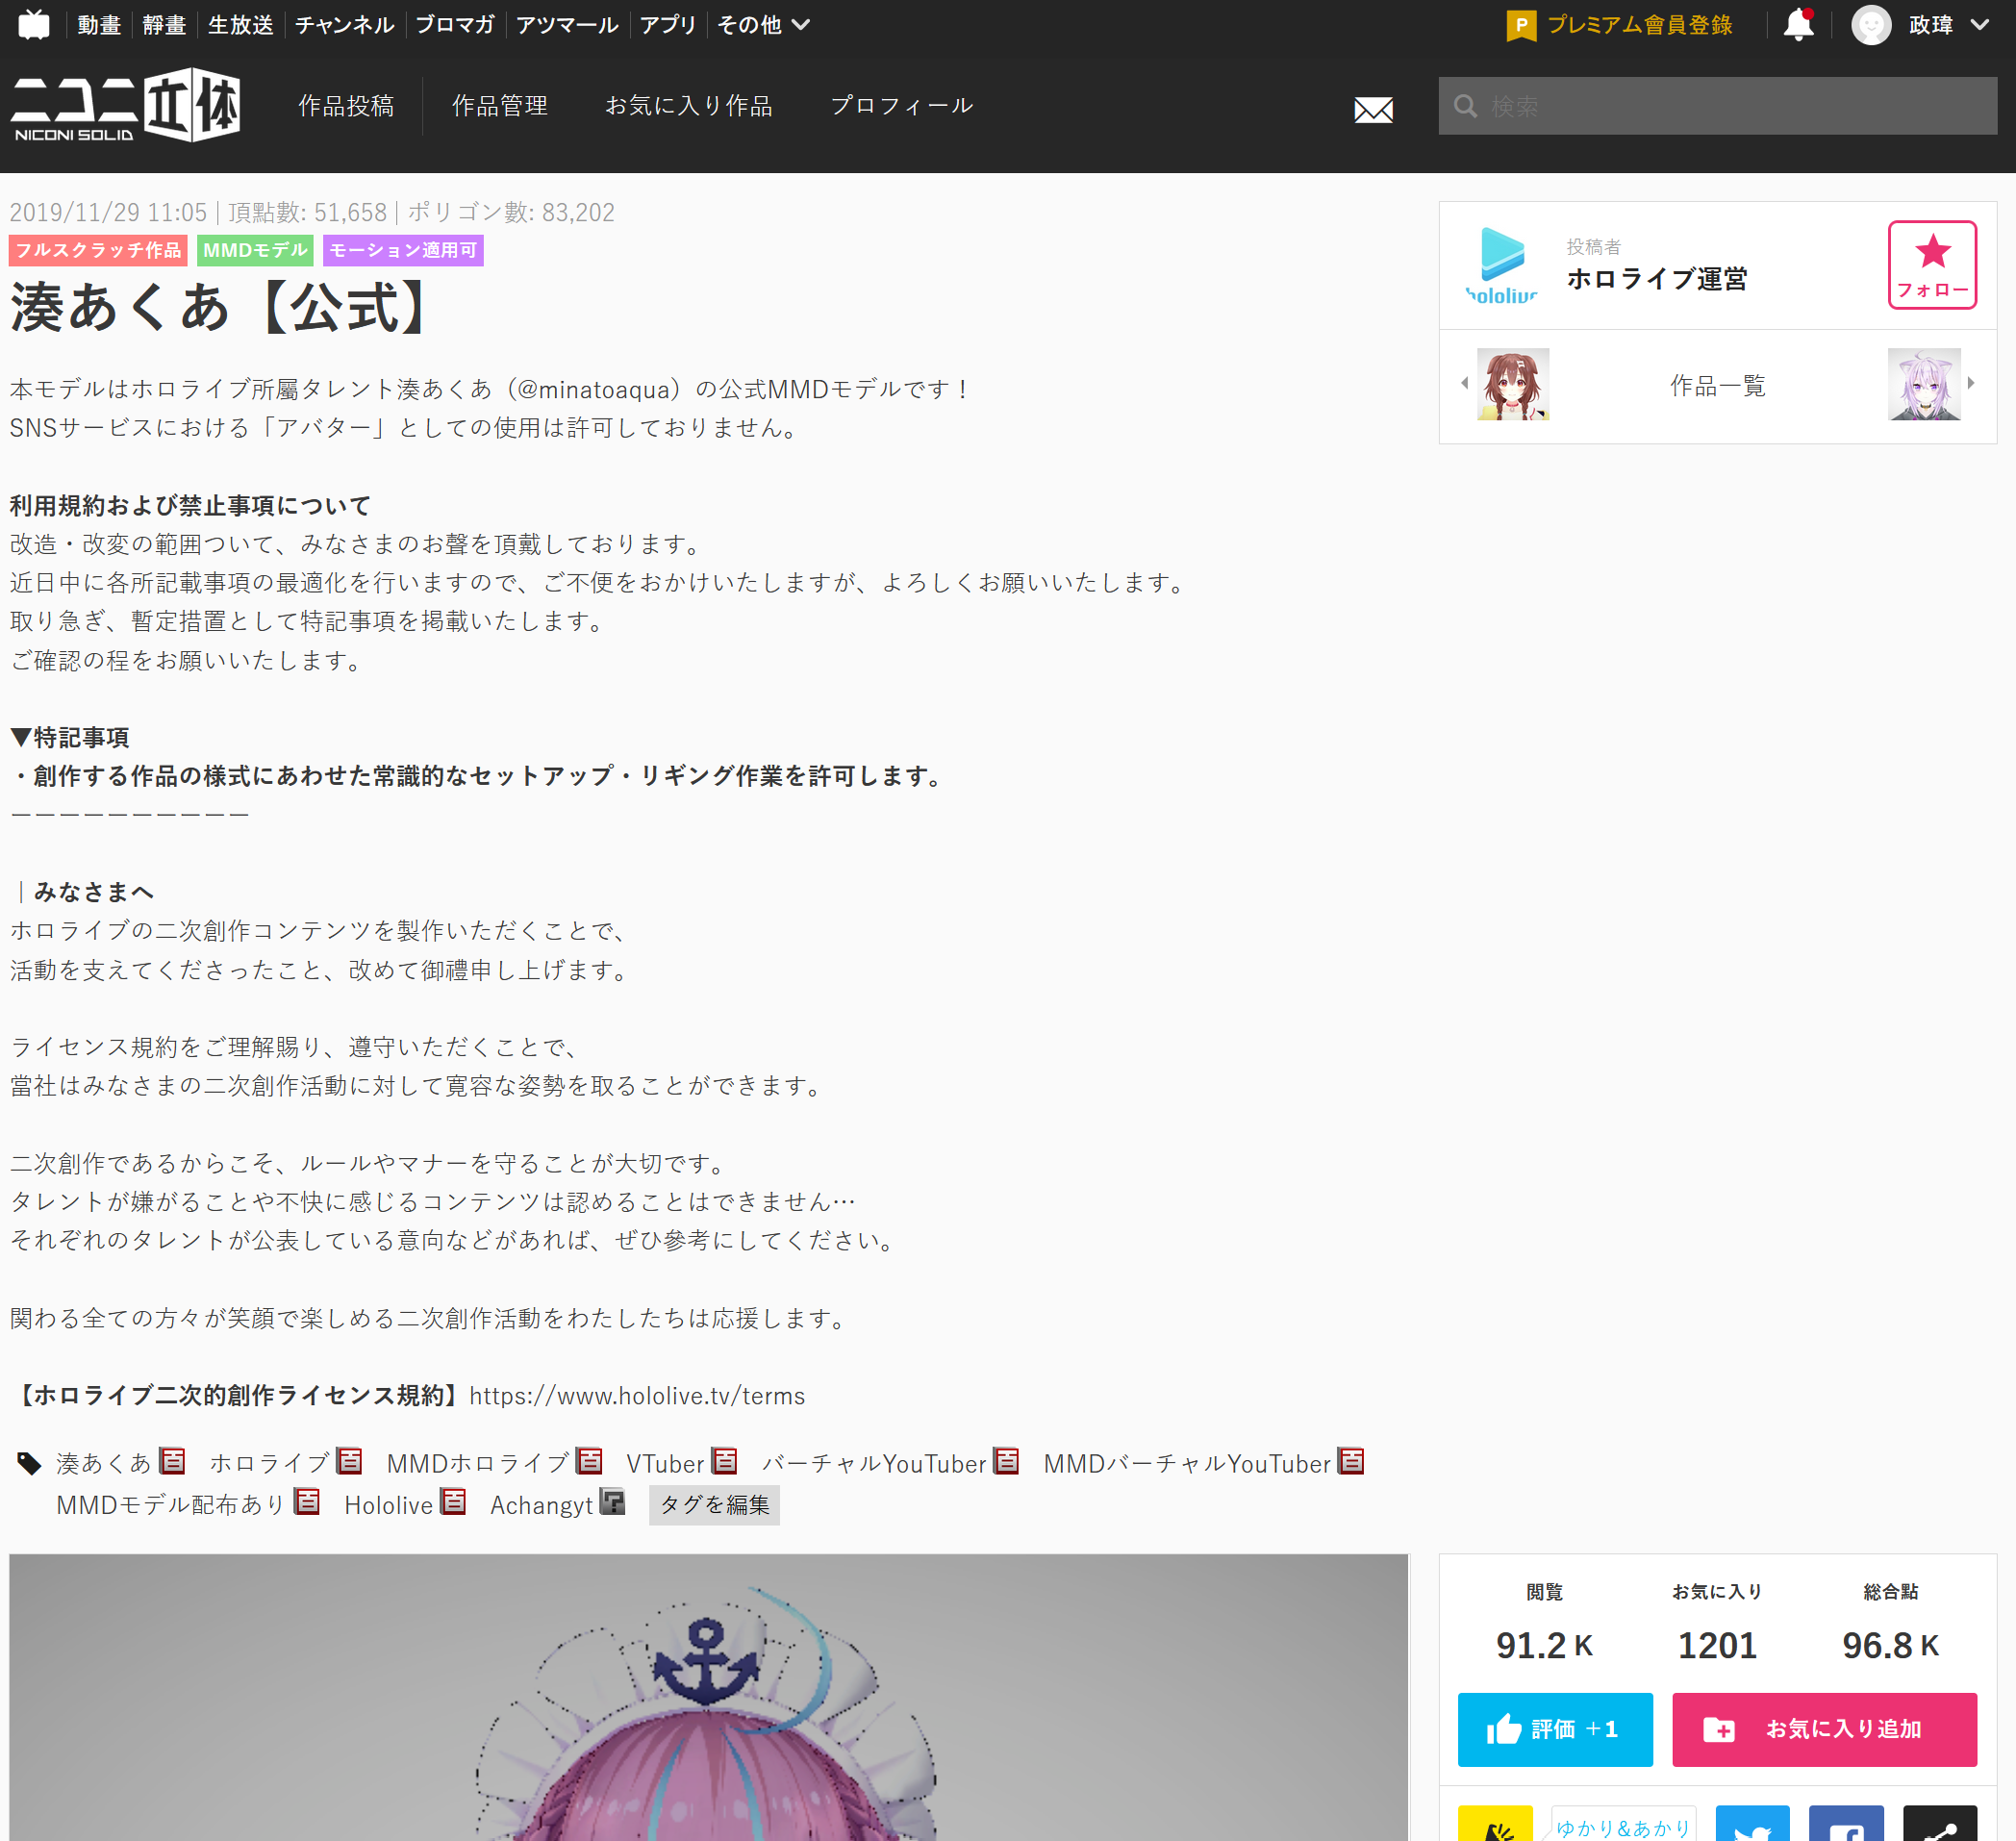 動畫 靜畫 生放送 チャンネル ブロマガ アツマール アプリ その他
P プレミアム會員登錄 政瑋
ニコニ立体 NICONI SOLID
作品投稿 作品管理 お気に入り作品 プロフィール
検索
2019/11/29 11:05 | 頂點數: 51,658 | ポリゴン數: 83,202
フルスクラッチ作品 MMDモデル モーション適用可
湊あくあ【公式】
本モデルはホロライブ所屬タレント湊あくあ（@minatoaqua）の公式MMDモデルです！
SNSサービスにおける「アバター」としての使用は許可しておりません。
利用規約および禁止事項について
改造・改変の範囲ついて、みなさまのお聲を頂戴しております。
近日中に各所記載事項の最適化を行いますので、ご不便をおかけいたしますが、よろしくお願いいたします。
取り急ぎ、暫定措置として特記事項を掲載いたします。
ご確認の程をお願いいたします。
▼特記事項
・創作する作品の様式にあわせた常識的なセットアップ・リギング作業を許可します。
ーーーーーーーーーー
｜みなさまへ
ホロライブの二次創作コンテンツを製作いただくことで、
活動を支えてくださったこと、改めて御禮申し上げます。
ライセンス規約をご理解賜り、遵守いただくことで、
當社はみなさまの二次創作活動に対して寛容な姿勢を取ることができます。
二次創作であるからこそ、ルールやマナーを守ることが大切です。
タレントが嫌がることや不快に感じるコンテンツは認めることはできません…
それぞれのタレントが公表している意向などがあれば、ぜひ參考にしてください。
関わる全ての方々が笑顔で楽しめる二次創作活動をわたしたちは応援します。
【ホロライブ二次的創作ライセンス規約】https://www.hololive.tv/terms
湊あくあ ホロライブ MMDホロライブ VTuber バーチャルYouTuber MMDバーチャルYouTuber
MMDモデル配布あり Hololive Achangyt タグを編集
hololive
投稿者
ホロライブ運営
フォロー
作品一覧
閲覧 お気に入り 総合點
91.2 K 1201 96.8 K
評価 +1 お気に入り追加
ゆかり&あかり